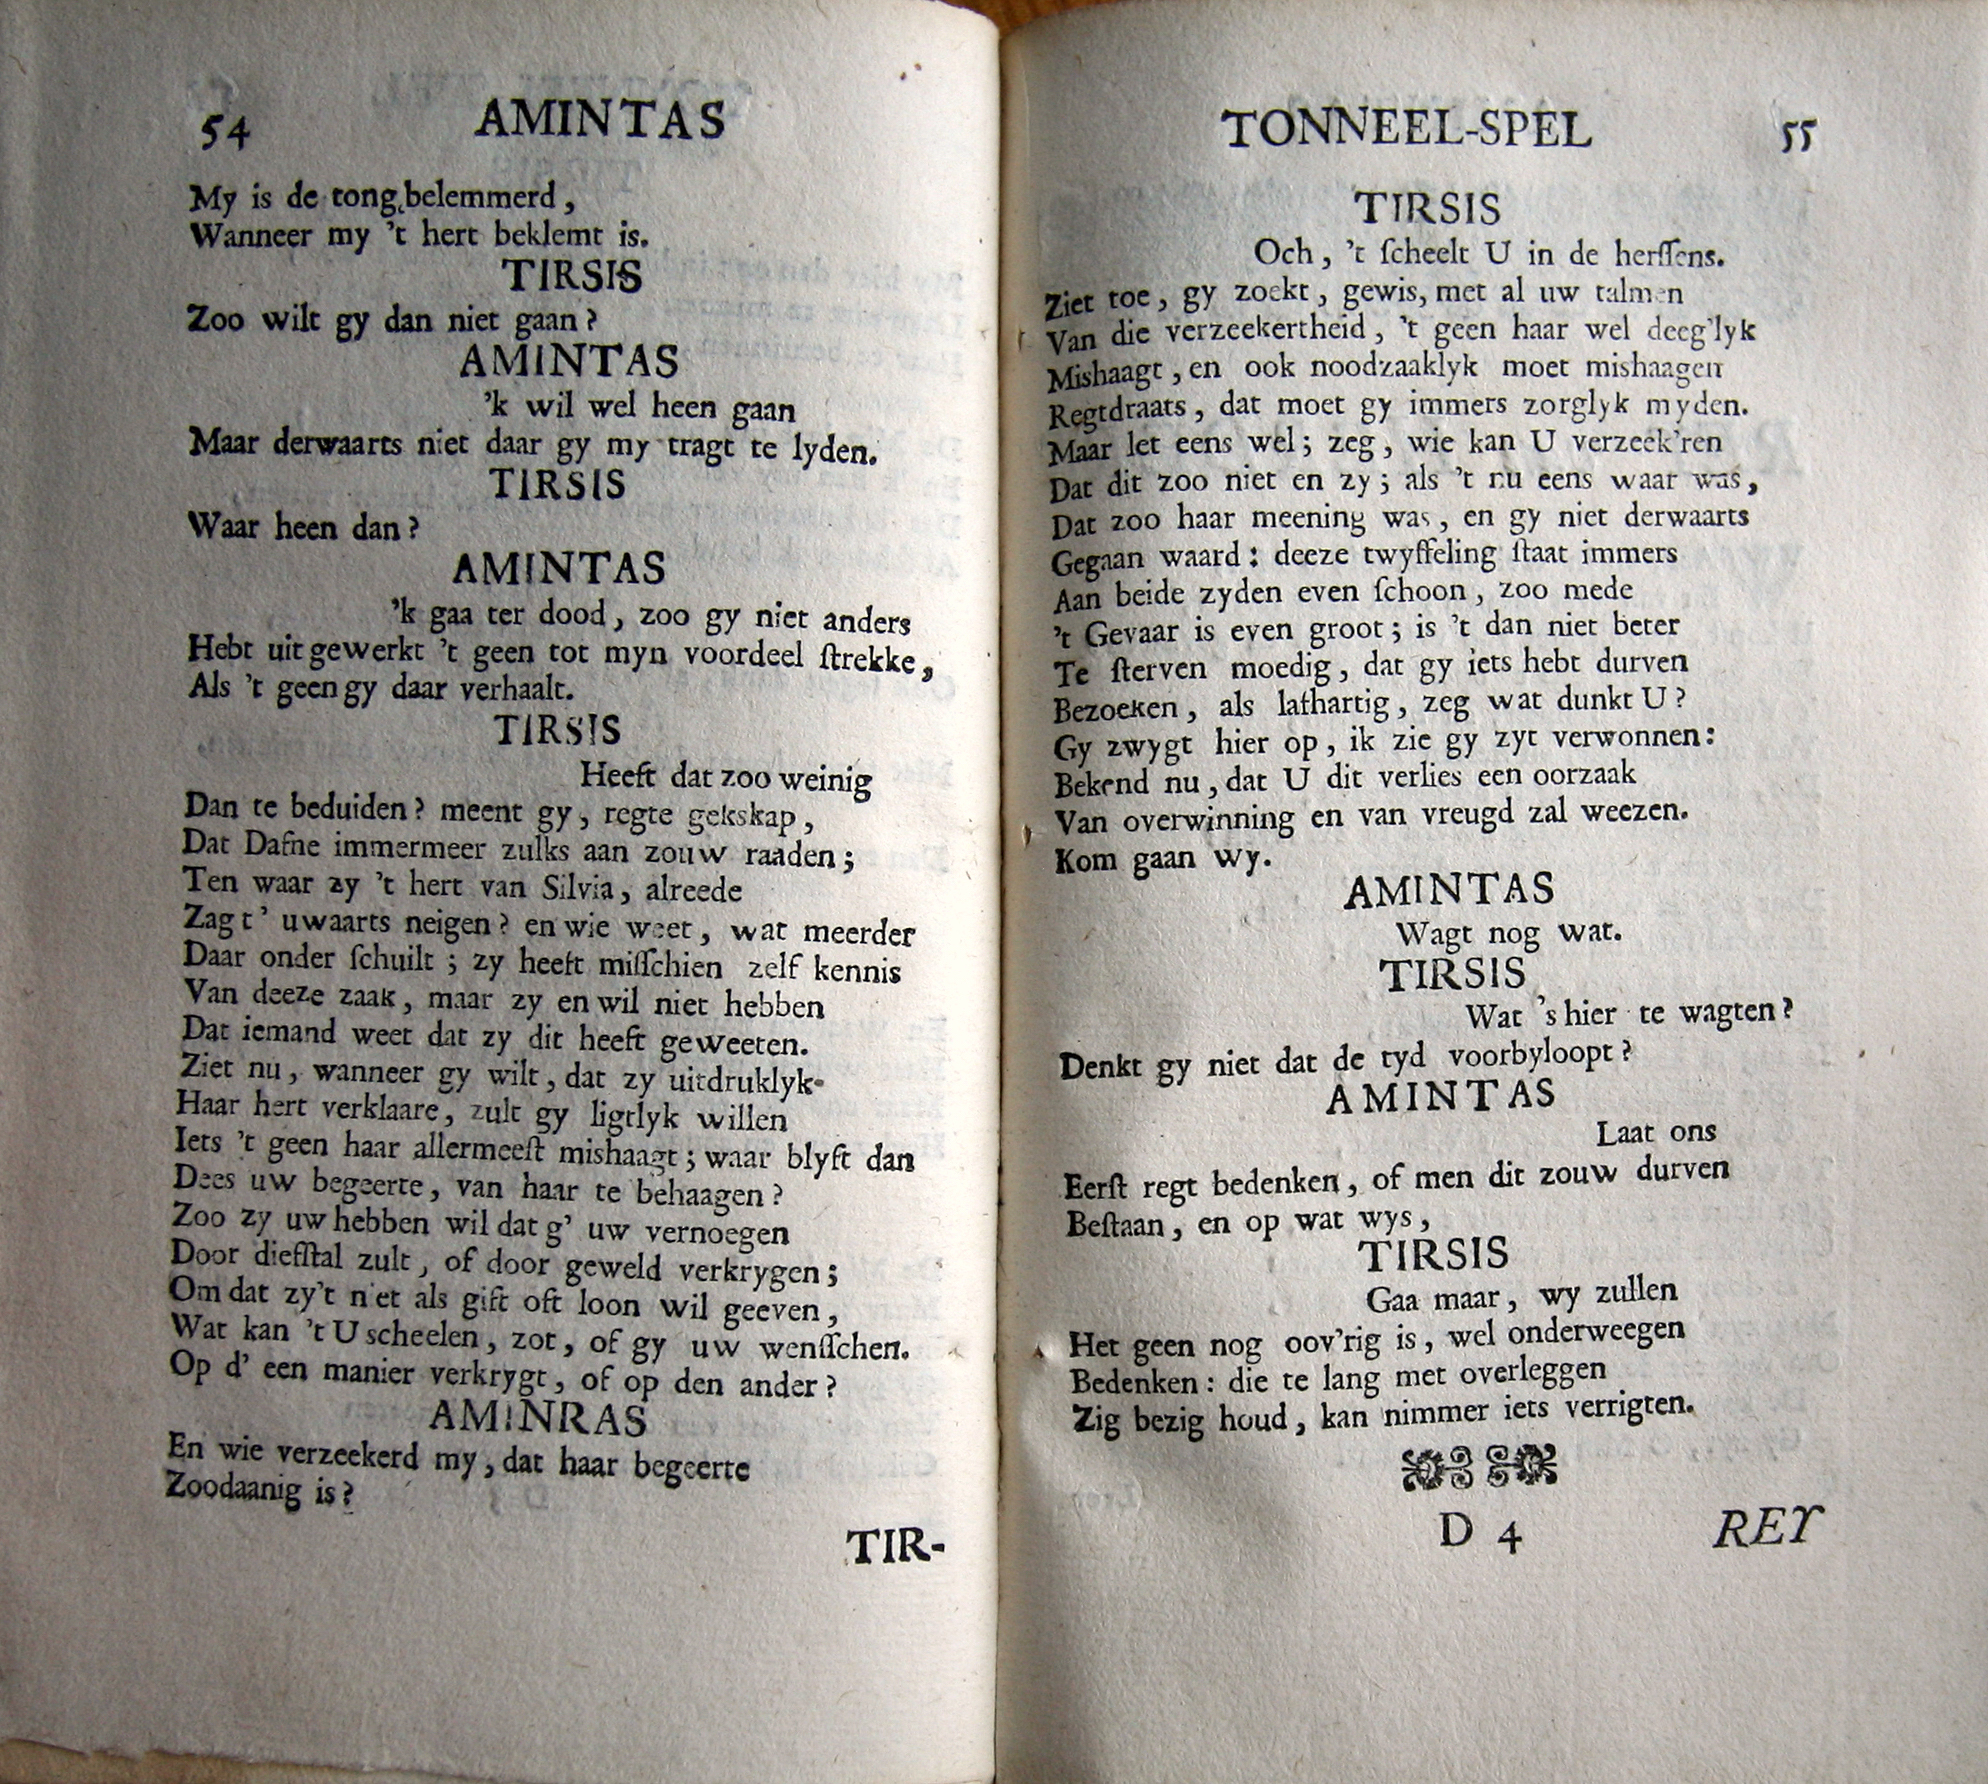 54 AMINTAS
My is de tong belemmerd,
Wanneer my 't hert beklemt is.
TIRSIS
Zoo wilt gy dan niet gaan?
AMINTAS
'k wil wel heen gaan
Maar derwaarts niet daar gy my tragt te lyden.
TIRSIS
Waar heen dan?
AMINTAS
'k gaa ter dood, zoo gy niet anders
Hebt uit gewerkt 't geen tot myn voordeel ſtrekke,
Als 't geen gy daar verhaalt.
TIRSIS
Heeft dat zoo weinig
Dan te beduiden? meent gy, regte gekskap,
Dat Dafne immermeer zulks aan zouw raaden;
Ten waar zy 't hert van Silvia, alreede
Zag t' uwaarts neigen? en wie weet, wat meerder
Daar onder ſchuilt; zy heeft miſſchien zelf kennis
Van deeze zaak, maar zy en wil niet hebben
Dat iemand weet dat zy dit heeft geweeten.
Ziet nu, wanneer gy wilt, dat zy uitdruklyk
Haar hert verklaare, zult gy ligtlyk willen
Iets 't geen haar allermeeſt mishaagt; waar blyft dan
Dees uw begeerte, van haar te behaagen?
Zoo zy uw hebben wil dat g' uw vernoegen
Door diefſtal zult, of door geweld verkrygen;
Om dat zy't niet als gift oft loon wil geeven,
Wat kan 't U scheelen, zot, of gy uw wenſſchen.
Op d' een manier verkrygt, of op den ander?
AMINRAS
En wie verzeekerd my, dat haar begeerte
Zoodaanig is?
TIR-
TONNEEL-SPEL 55
TIRSIS
Och, 't ſcheelt U in de herſſens.
Ziet toe, gy zoekt, gewis, met al uw talmen
Van die verzeekertheid, 't geen haar wel deeg'lyk
Mishaagt, en ook noodzaaklyk moet mishaagen
Regtdraats, dat moet gy immers zorglyk myden.
Maar let eens wel; zeg, wie kan U verzeek'ren
Dat dit zoo niet en zy; als 't nu eens waar was,
Dat zoo haar meening was, en gy niet derwaarts
Gegaan waard: deeze twyffeling ſtaat immers
Aan beide zyden even ſchoon, zoo mede
't Gevaar is even groot; is 't dan niet beter
Te ſterven moedig, dat gy iets hebt durven
Bezoeken, als lafhartig, zeg wat dunkt U?
Gy zwygt hier op, ik zie gy zyt verwonnen:
Bekend nu, dat U dit verlies een oorzaak
Van overwinning en van vreugd zal weezen.
Kom gaan wy.
AMINTAS
Wagt nog wat.
TIRSIS
Wat 's hier te wagten?
Denkt gy niet dat de tyd voorbyloopt?
AMINTAS
Laat ons
Eerſt regt bedenken, of men dit zouw durven
Beſtaan, en op wat wys,
TIRSIS
Gaa maar, wy zullen
Het geen nog oov'rig is, wel onderweegen
Bedenken: die te lang met overleggen
Zig bezig houd, kan nimmer iets verrigten.
D 4 REY